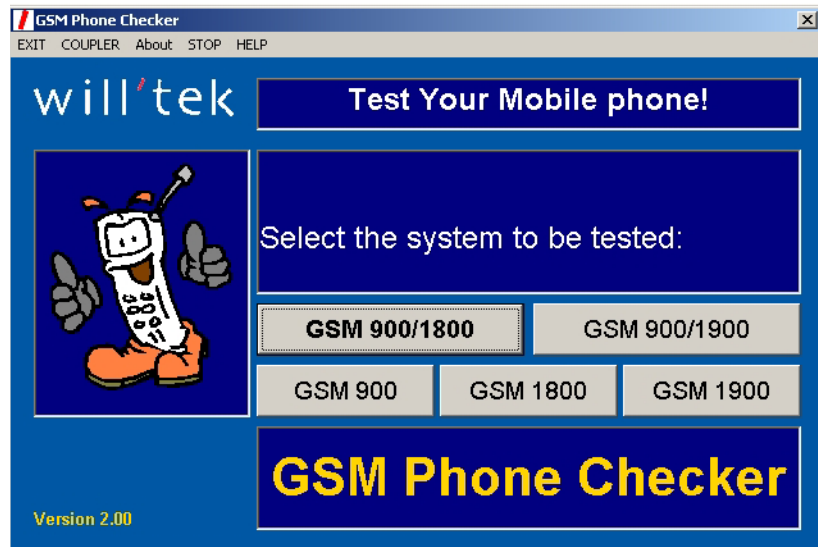 GSM Phone Checker
EXIT COUPLER About STOP HELP
will'tek
Test Your Mobile phone!
Select the system to be tested:
GSM 900/1800
GSM 900/1900
GSM 900
GSM 1800
GSM 1900
GSM Phone Checker
Version 2.00